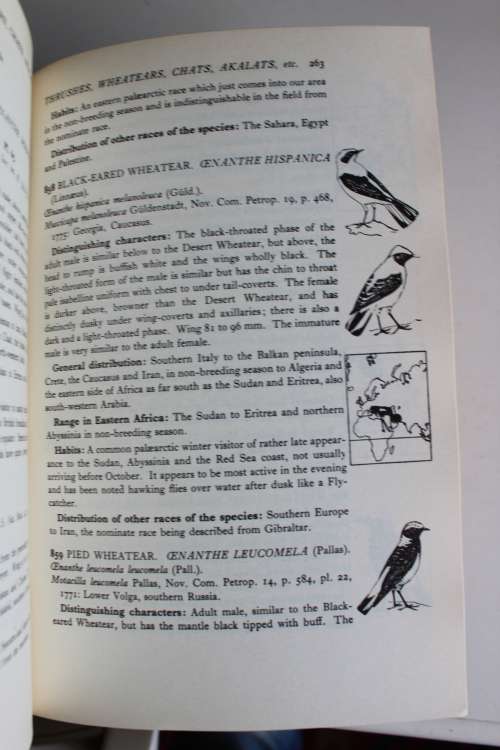 THRUSHES, WHEATEARS, CHATS, AKALATS, etc. 263
Habits: An eastern palæarctic race which just comes into our area
in the non-breeding season and is indistinguishable in the field from
the nominate race.
Distribution of other races of the species: The Sahara, Egypt
and Palestine.
858 BLACK-EARED WHEATEAR. ŒNANTHE HISPANICA
(Linnæus).
Œnanthe hispanica melanoleuca (Güld.).
Muscicapa melanoleuca Güldenstadt, Nov. Com. Petrop. 19, p. 468,
1775: Georgia, Caucasus.
Distinguishing characters: The black-throated phase of the
adult male is similar below to the Desert Wheatear, but above, the
head to rump is buffish white and the wings wholly black. The
light-throated form of the male is similar but has the chin to throat
pale isabelline uniform with chest to under tail-coverts. The female
is darker above, browner than the Desert Wheatear, and has
distinctly dusky under wing-coverts and axillaries; there is also a
dark and a light-throated phase. Wing 81 to 96 mm. The immature
male is very similar to the adult female.
General distribution: Southern Italy to the Balkan peninsula,
Crete, the Caucasus and Iran, in non-breeding season to Algeria and
the eastern side of Africa as far south as the Sudan and Eritrea, also
south-western Arabia.
Range in Eastern Africa: The Sudan to Eritrea and northern
Abyssinia in non-breeding season.
Habits: A common palæarctic winter visitor of rather late appear-
ance to the Sudan, Abyssinia and the Red Sea coast, not usually
arriving before October. It appears to be most active in the evening
and has been noted hawking flies over water after dusk like a Fly-
catcher.
Distribution of other races of the species: Southern Europe
to Iran, the nominate race being described from Gibraltar.
859 PIED WHEATEAR. ŒNANTHE LEUCOMELA (Pallas).
Œnanthe leucomela leucomela (Pall.).
Motacilla leucomela Pallas, Nov. Com. Petrop. 14, p. 584, pl. 22,
1771: Lower Volga, southern Russia.
Distinguishing characters: Adult male, similar to the Black-
eared Wheatear, but has the mantle black tipped with buff. The